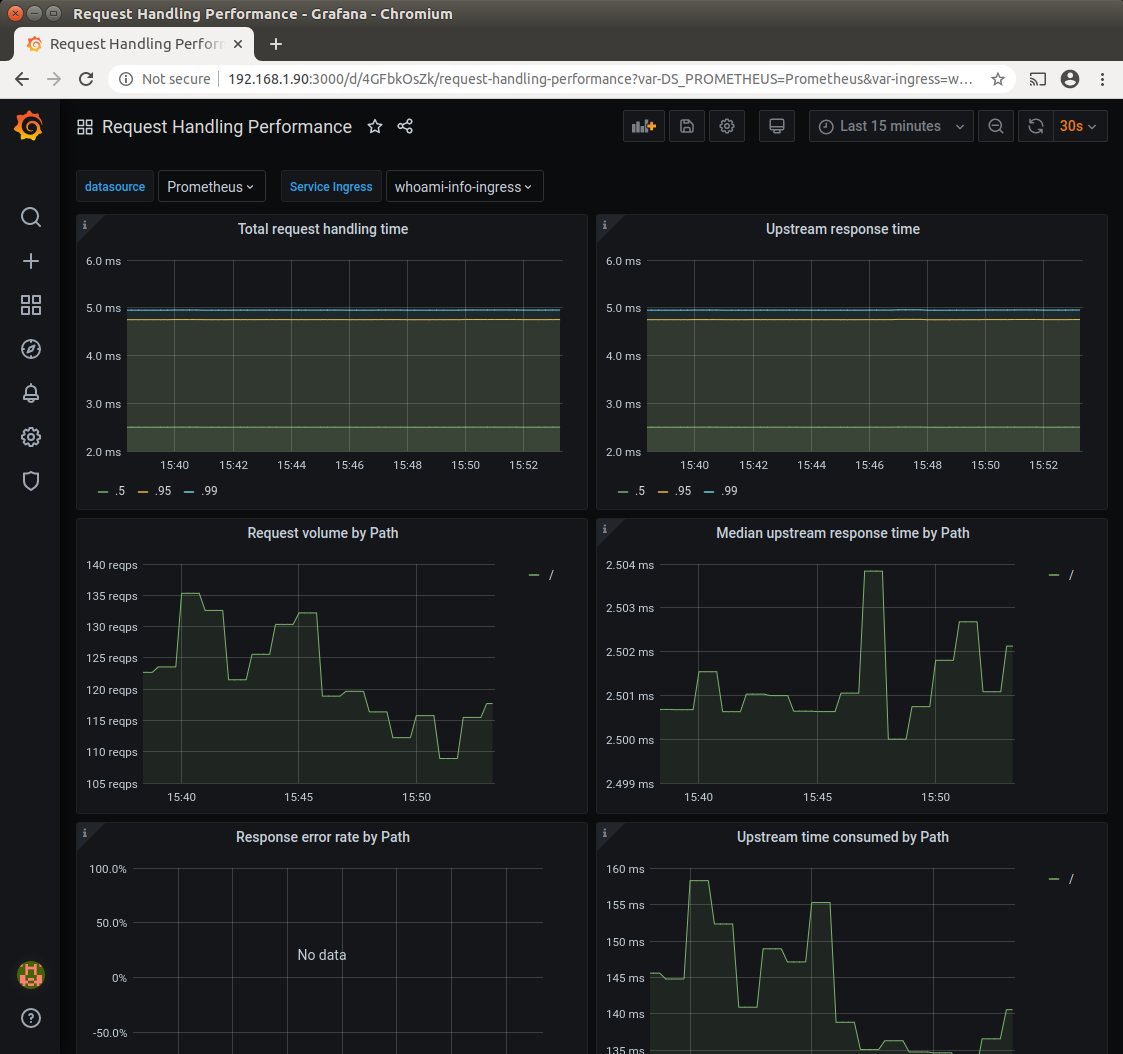 Request Handling Performance - Grafana - Chromium
Request Handling Perfor
Not secure 192.168.1.90:3000/d/4GFbkOsZk/request-handling-performance?var-DS_PROMETHEUS=Prometheus&var-ingress=w...
Request Handling Performance Last 15 minutes 30s
datasource Prometheus Service Ingress whoami-info-ingress
Total request handling time
6.0 ms
5.0 ms
4.0 ms
3.0 ms
2.0 ms
15:40 15:42 15:44 15:46 15:48 15:50 15:52
.5 .95 .99
Upstream response time
6.0 ms
5.0 ms
4.0 ms
3.0 ms
2.0 ms
15:40 15:42 15:44 15:46 15:48 15:50 15:52
.5 .95 .99
Request volume by Path
140 reqps
135 reqps
130 reqps
125 reqps
120 reqps
115 reqps
110 reqps
105 reqps
15:40 15:45 15:50
/
Median upstream response time by Path
2.504 ms
2.503 ms
2.502 ms
2.501 ms
2.500 ms
2.499 ms
15:40 15:45 15:50
/
Response error rate by Path
100.0%
50.0%
0%
-50.0%
No data
Upstream time consumed by Path
160 ms
155 ms
150 ms
145 ms
140 ms
135 ms
/